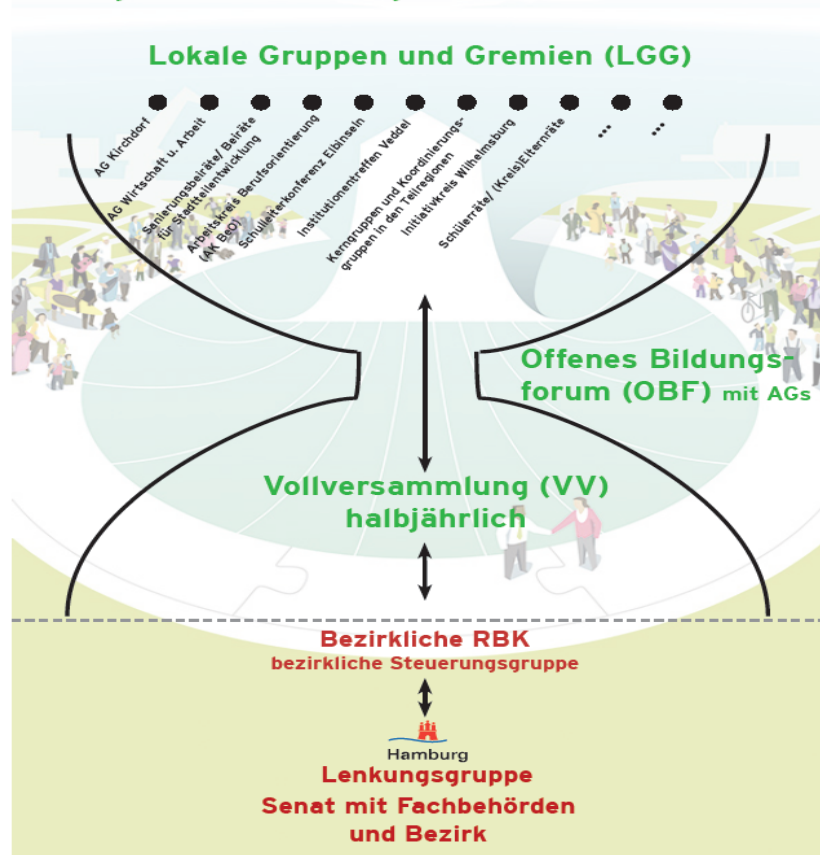 Lokale Gruppen und Gremien (LGG)
AG Kirchdorf
AG Wirtschaft u. Arbeit
Sanierungsbeiräte/ Beiräte
für Stadtteilentwicklung
Arbeitskreis Berufsorientierung
(AK BeO)
Schulleiterkonferenz Elbinseln
Institutionentreffen Veddel
Kerngruppen und Koordinierungs-
gruppen in den Teilregionen
Initiativkreis Wilhelmsburg
Schülerräte/ (Kreis)Elternräte
...
...
Offenes Bildungs-
forum (OBF) mit AGs
Vollversammlung (VV)
halbjährlich
Bezirkliche RBK
bezirkliche Steuerungsgruppe
Hamburg
Lenkungsgruppe
Senat mit Fachbehörden
und Bezirk